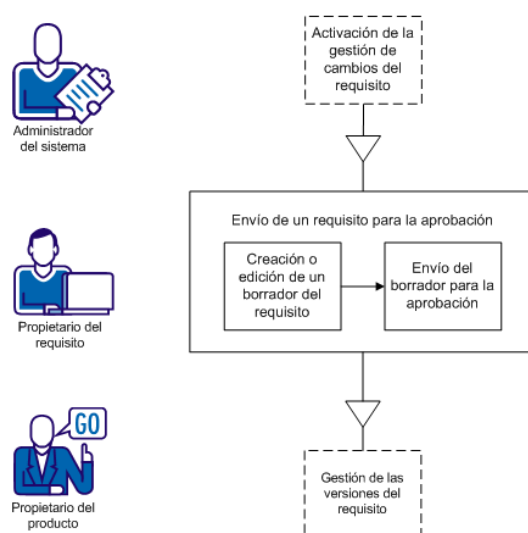 Activación de la
gestión de
cambios del
requisito
Administrador
del sistema
Envío de un requisito para la aprobación
Creación o
edición de un
borrador del
requisito
Envío del
borrador para la
aprobación
Propietario del
requisito
GO
Propietario del
producto
Gestión de las
versiones del
requisito